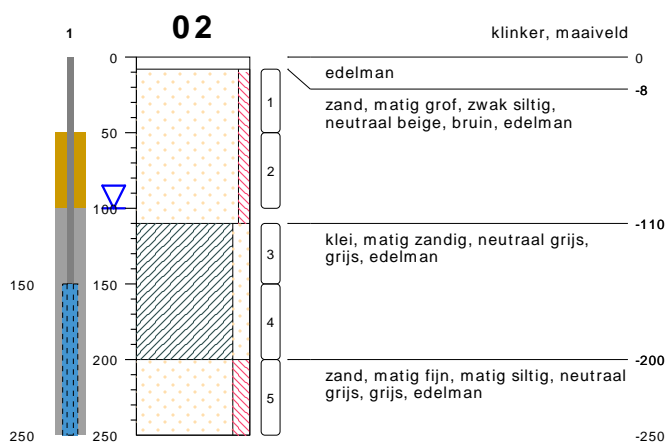 02
1
klinker, maaiveld
0
0
edelman
-8
zand, matig grof, zwak siltig,
neutraal beige, bruin, edelman
1
50
2
100
-110
klei, matig zandig, neutraal grijs,
grijs, edelman
3
150
150
4
200
-200
zand, matig fijn, matig siltig, neutraal
grijs, grijs, edelman
5
250
250
-250